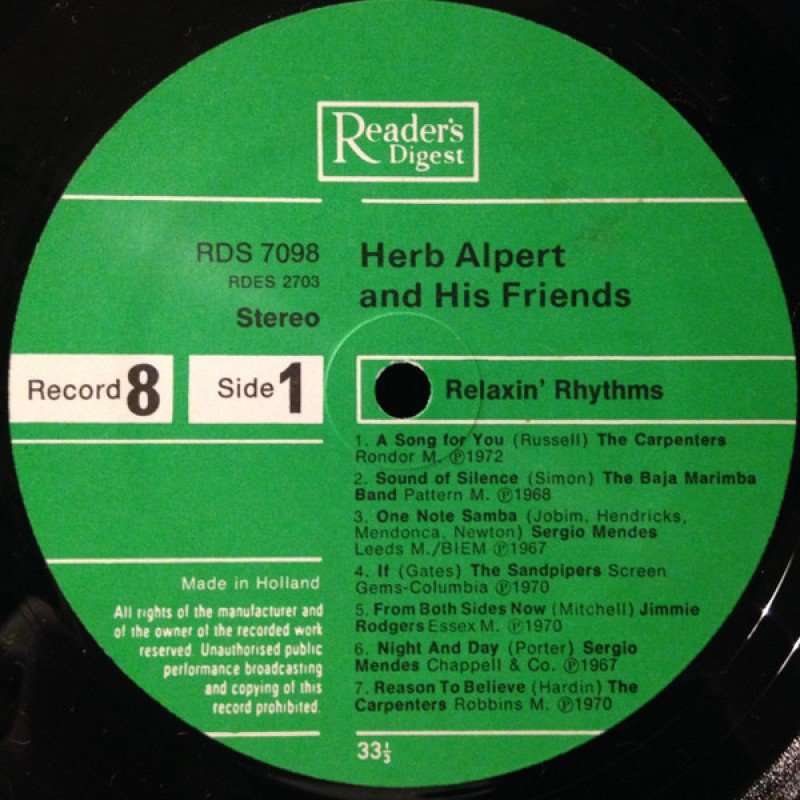 Reader's
Digest
RDS 7098
RDES 2703
Stereo
Herb Alpert
and His Friends
Record 8
Side 1
Relaxin' Rhythms
1. A Song for You (Russell) The Carpenters
Rondor M. ℗1972
2. Sound of Silence (Simon) The Baja Marimba
Band Pattern M. ℗1968
3. One Note Samba (Jobim, Hendricks,
Mendonca, Newton) Sergio Mendes
Leeds M./BIEM ℗1967
4. If (Gates) The Sandpipers Screen
Gems-Columbia ℗1970
5. From Both Sides Now (Mitchell) Jimmie
Rodgers Essex M. ℗1970
6. Night And Day (Porter) Sergio
Mendes Chappell & Co. ℗1967
7. Reason To Believe (Hardin) The
Carpenters Robbins M. ℗1970
Made in Holland
All rights of the manufacturer and
of the owner of the recorded work
reserved. Unauthorised public
performance broadcasting
and copying of this
record prohibited.
33⅓